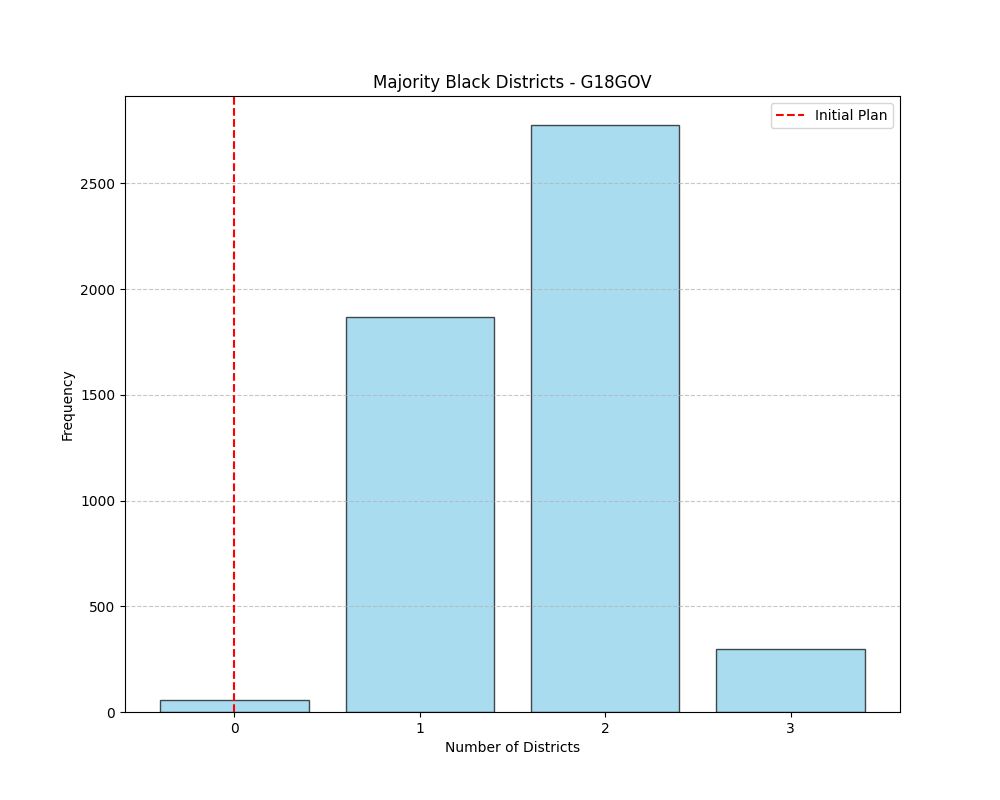 Majority Black Districts - G18GOV
Initial Plan
2500
2000
1500
1000
500
0
Frequency
0 1 2 3
Number of Districts